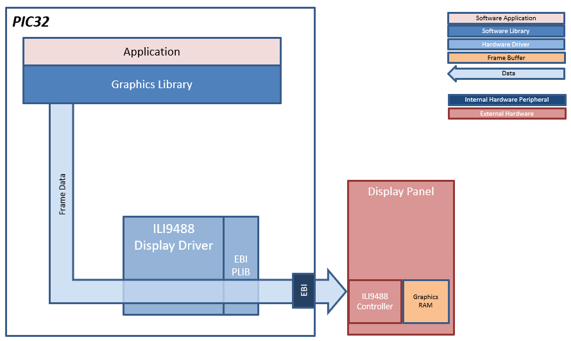 PIC32
Application
Graphics Library
Frame Data
ILI9488
Display Driver
EBI
PLIB
EBI
Display Panel
ILI9488
Controller
Graphics
RAM
Software Application
Software Library
Hardware Driver
Frame Buffer
Data
Internal Hardware Peripheral
External Hardware